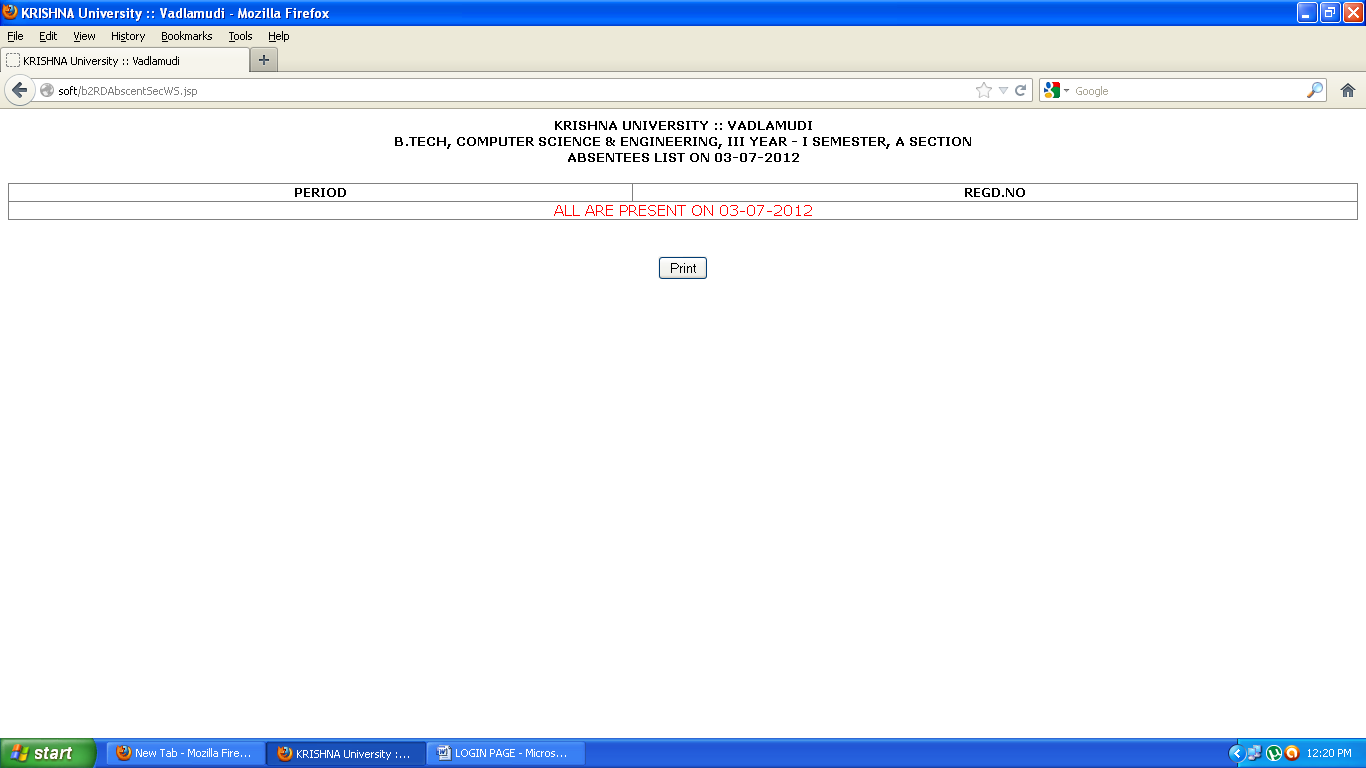 KRISHNA University :: Vadlamudi - Mozilla Firefox
File Edit View History Bookmarks Tools Help
KRISHNA University :: Vadlamudi
soft/b2RDAbscentSecWS.jsp
Google
KRISHNA UNIVERSITY :: VADLAMUDI
B.TECH, COMPUTER SCIENCE & ENGINEERING, III YEAR - I SEMESTER, A SECTION
ABSENTEES LIST ON 03-07-2012
PERIOD REGD.NO
ALL ARE PRESENT ON 03-07-2012
Print
start New Tab - Mozilla Fire... KRISHNA University :... LOGIN PAGE - Micros... 12:20 PM